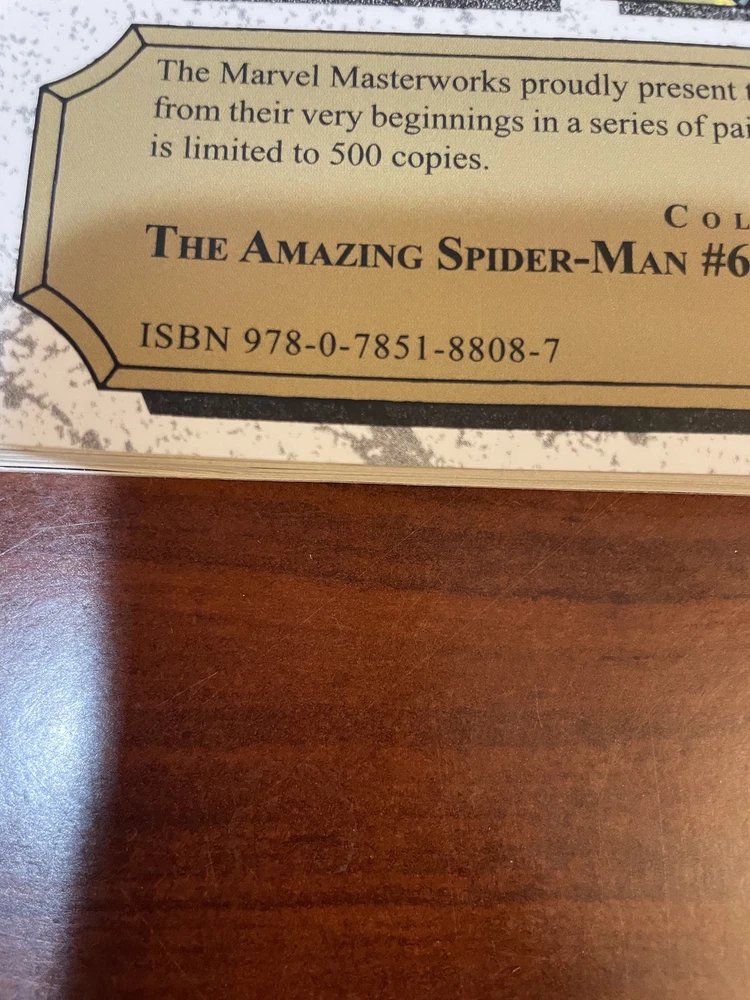 The Marvel Masterworks proudly present
from their very beginnings in a series of
is limited to 500 copies.
THE AMAZING SPIDER-MAN #6
ISBN 978-0-7851-8808-7